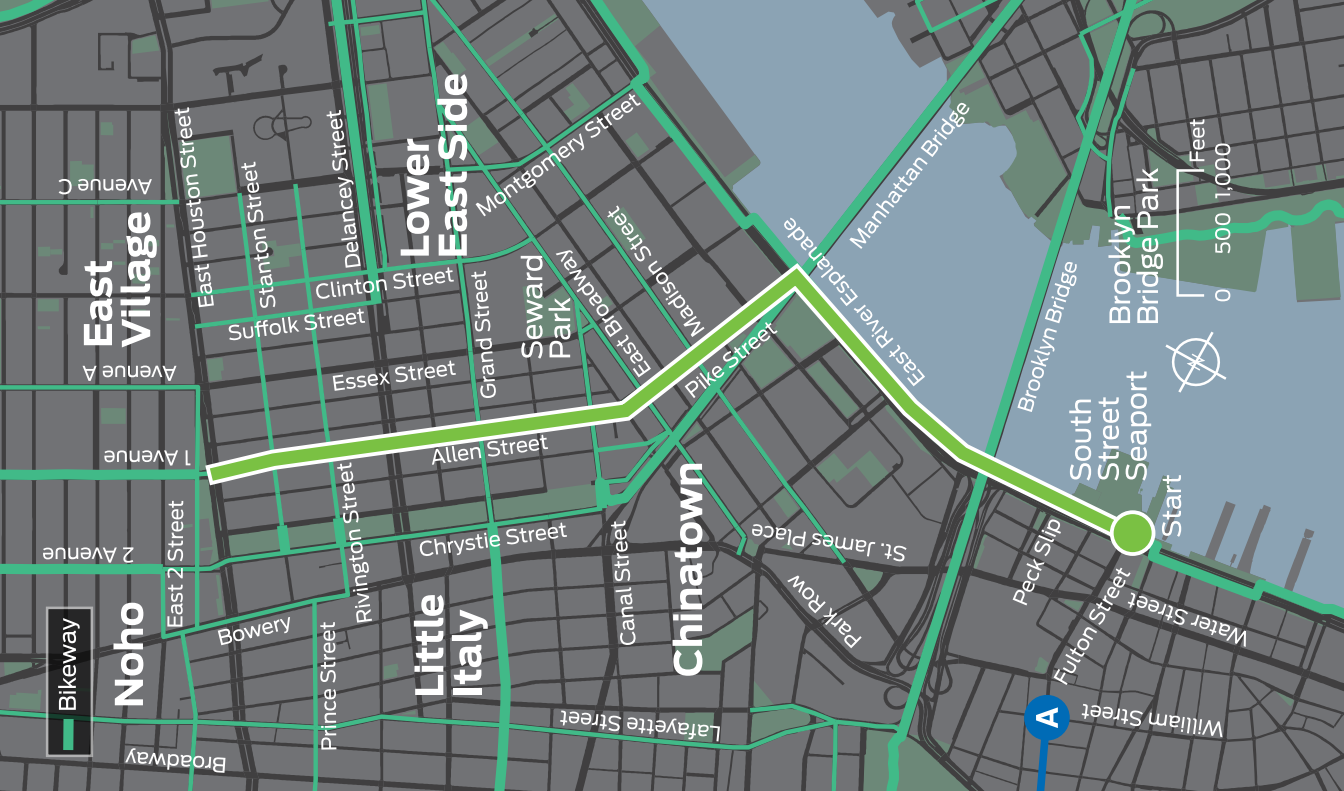 Avenue C
East Houston Street
Stanton Street
Delancey Street
Lower
East Side
Montgomery Street
Manhattan Bridge
Feet
0 500 1,000
East
Village
Clinton Street
Suffolk Street
Grand Street
Seward
Park
East Broadway
Madison Street
East River Esplanade
Brooklyn
Bridge Park
Avenue A
Essex Street
Pike Street
Brooklyn Bridge
1 Avenue
Allen Street
South
Street
Seaport
Start
2 Avenue
East 2 Street
Rivington Street
Chrystie Street
Canal Street
Chinatown
St. James Place
Park Row
Peck Slip
Fulton Street
Water Street
Noho
Bowery
Prince Street
Little
Italy
Lafayette Street
William Street
A
Broadway
Bikeway